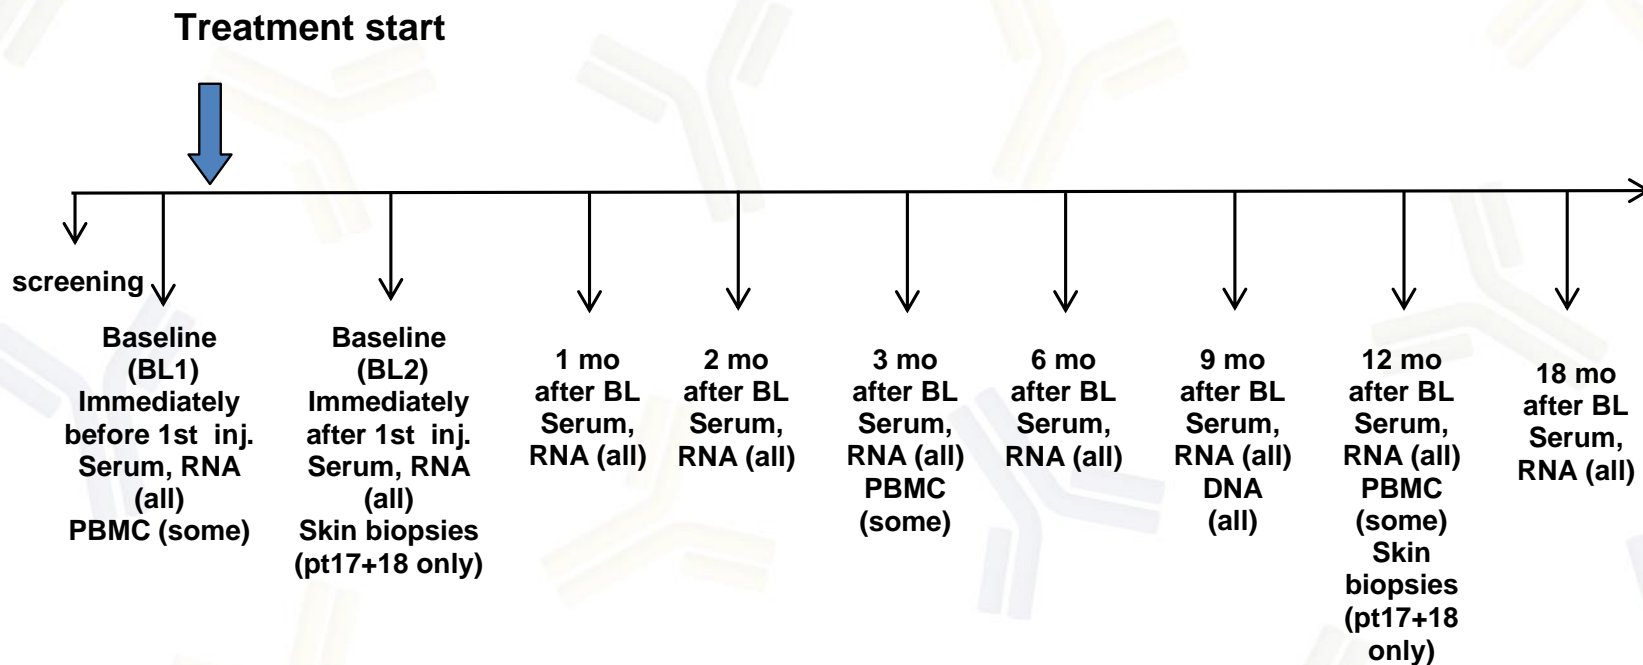 Treatment start
screening
Baseline
(BL1)
Immediately
before 1st inj.
Serum, RNA
(all)
PBMC (some)
Baseline
(BL2)
Immediately
after 1st inj.
Serum, RNA
(all)
Skin biopsies
(pt17+18 only)
1 mo
after BL
Serum,
RNA (all)
2 mo
after BL
Serum,
RNA (all)
3 mo
after BL
Serum,
RNA (all)
PBMC
(some)
6 mo
after BL
Serum,
RNA (all)
9 mo
after BL
Serum,
RNA (all)
DNA
(all)
12 mo
after BL
Serum,
RNA (all)
PBMC
(some)
Skin
biopsies
(pt17+18
only)
18 mo
after BL
Serum,
RNA (all)